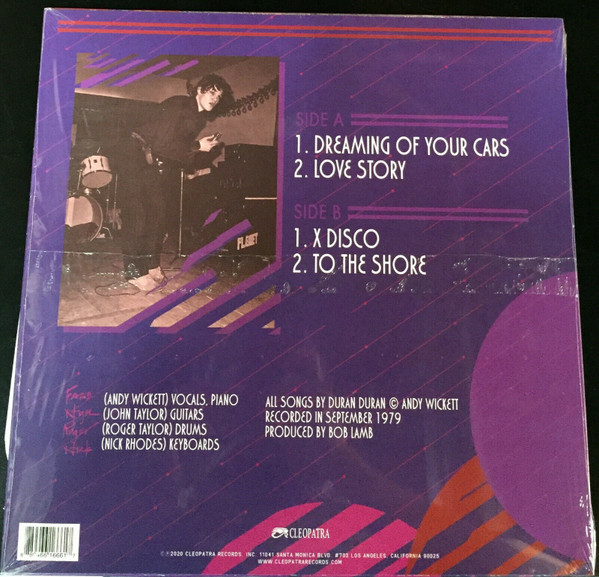 SIDE A
1. DREAMING OF YOUR CARS
2. LOVE STORY
SIDE B
1. X DISCO
2. TO THE SHORE
(ANDY WICKETT) VOCALS, PIANO
(JOHN TAYLOR) GUITARS
(ROGER TAYLOR) DRUMS
(NICK RHODES) KEYBOARDS
ALL SONGS BY DURAN DURAN © ANDY WICKETT
RECORDED IN SEPTEMBER 1979
PRODUCED BY BOB LAMB
CLEOPATRA
©℗2020 CLEOPATRA RECORDS, INC. 11041 SANTA MONICA BLVD #703 LOS ANGELES, CALIFORNIA 90025
WWW.CLEOPATRARECORDS.COM